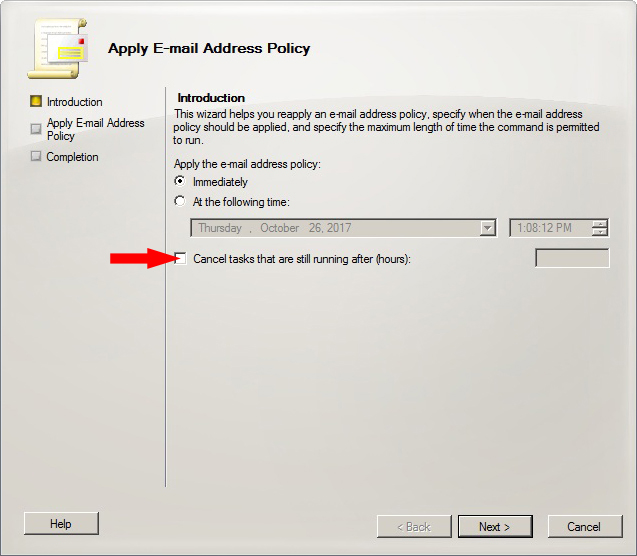 Apply E-mail Address Policy
Introduction
Apply E-mail Address
Policy
Completion
Introduction
This wizard helps you reapply an e-mail address policy, specify when the e-mail address
policy should be applied, and specify the maximum length of time the command is permitted
to run.
Apply the e-mail address policy:
Immediately
At the following time:
Thursday , October 26, 2017
1:08:12 PM
Cancel tasks that are still running after (hours):
Help
< Back
Next >
Cancel